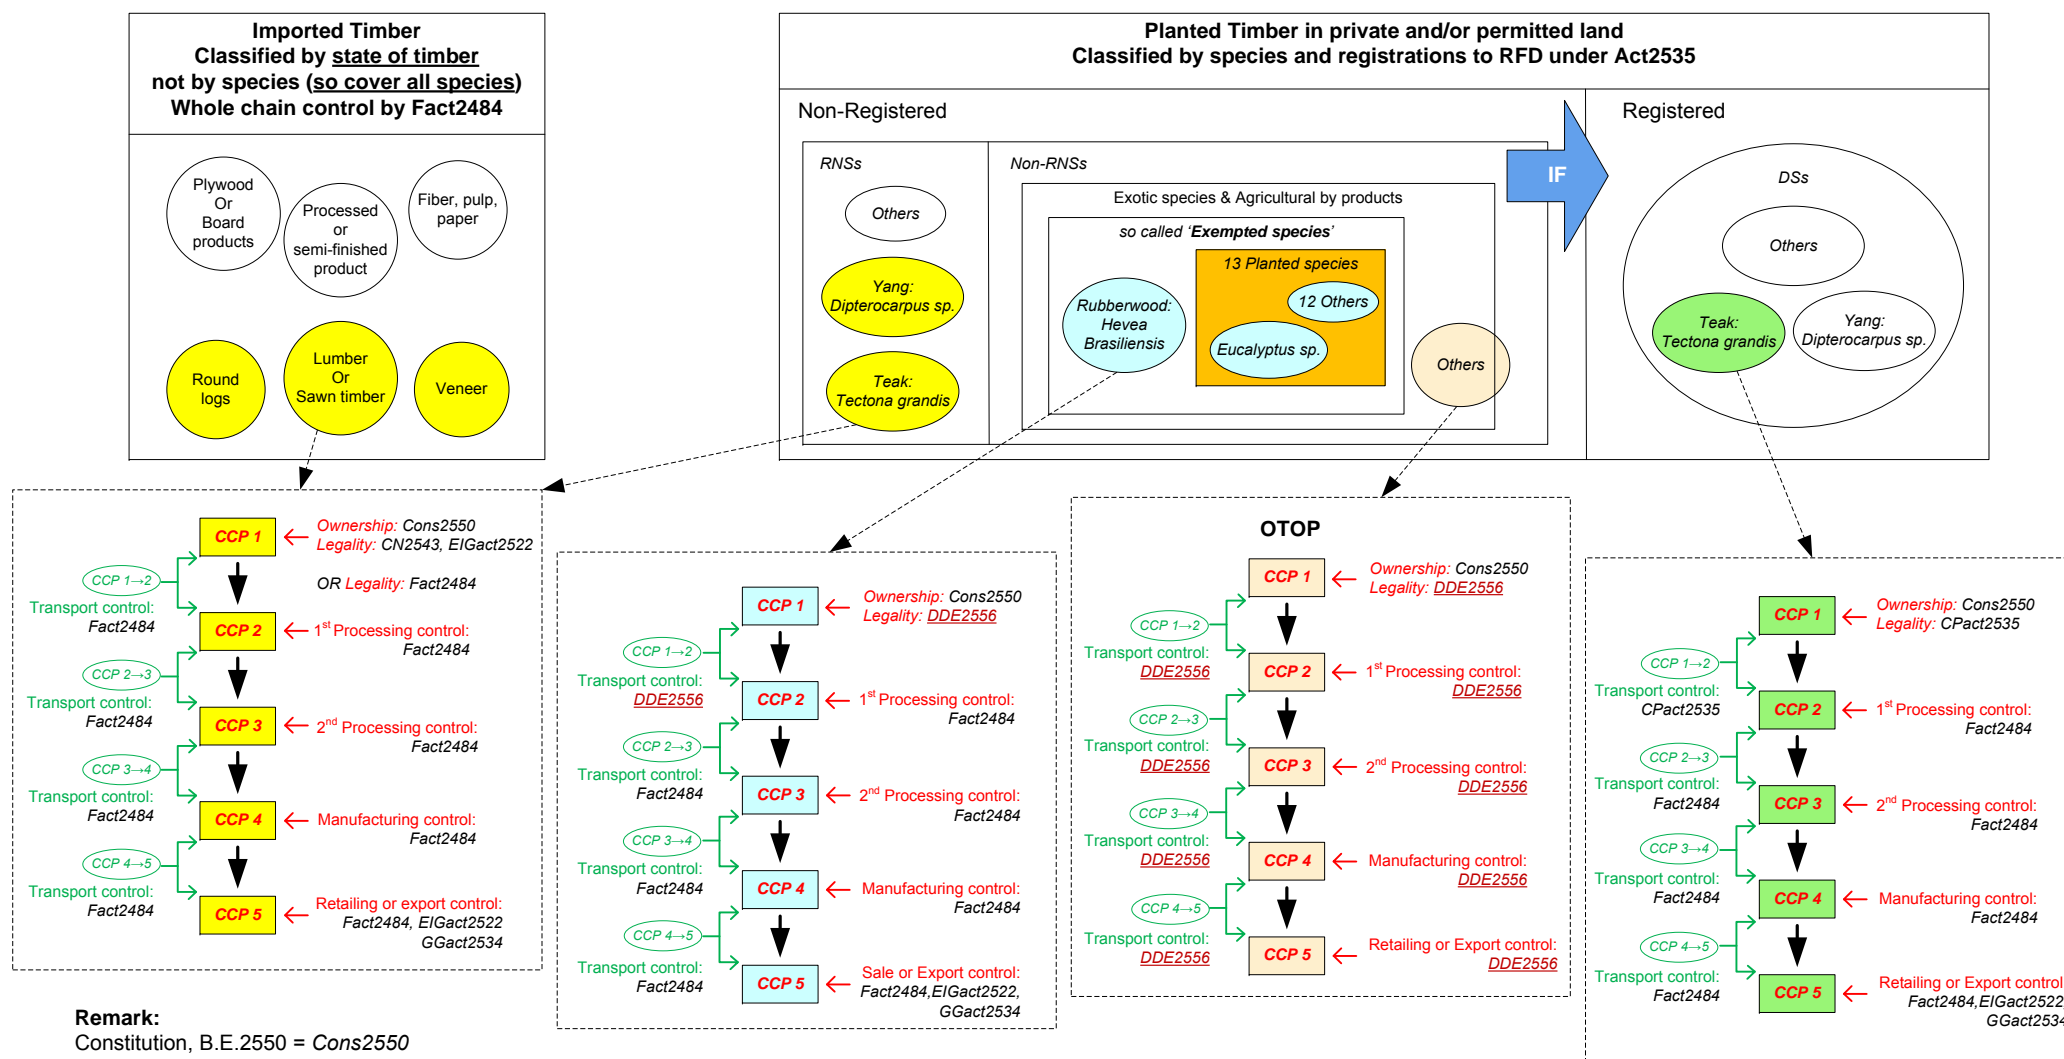 Imported Timber
Classified by state of timber
not by species (so cover all species)
Whole chain control by Fact2484
Plywood
Or
Board
products
Processed
or
semi-finished
product
Fiber, pulp,
paper
Round
logs
Lumber
Or
Sawn timber
Veneer
Planted Timber in private and/or permitted land
Classified by species and registrations to RFD under Act2535
Non-Registered
RNSs
Others
Yang:
Dipterocarpus sp.
Teak:
Tectona grandis
Non-RNSs
Exotic species & Agricultural by products
so called 'Exempted species'
Rubberwood:
Hevea
Brasiliensis
13 Planted species
12 Others
Eucalyptus sp.
Others
IF
Registered
DSs
Others
Teak:
Tectona grandis
Yang:
Dipterocarpus sp.
CCP 1
Ownership: Cons2550
Legality: CN2543, EIGact2522
OR Legality: Fact2484
CCP 1→2
Transport control:
Fact2484
CCP 2
1st Processing control:
Fact2484
CCP 2→3
Transport control:
Fact2484
CCP 3
2nd Processing control:
Fact2484
CCP 3→4
Transport control:
Fact2484
CCP 4
Manufacturing control:
Fact2484
CCP 4→5
Transport control:
Fact2484
CCP 5
Retailing or export control:
Fact2484, EIGact2522
GGact2534
CCP 1
Ownership: Cons2550
Legality: DDE2556
CCP 1→2
Transport control:
DDE2556
CCP 2
1st Processing control:
Fact2484
CCP 2→3
Transport control:
Fact2484
CCP 3
2nd Processing control:
Fact2484
CCP 3→4
Transport control:
Fact2484
CCP 4
Manufacturing control:
Fact2484
CCP 4→5
Transport control:
Fact2484
CCP 5
Sale or Export control:
Fact2484,EIGact2522,
GGact2534
OTOP
CCP 1
Ownership: Cons2550
Legality: DDE2556
CCP 1→2
Transport control:
DDE2556
CCP 2
1st Processing control:
DDE2556
CCP 2→3
Transport control:
DDE2556
CCP 3
2nd Processing control:
DDE2556
CCP 3→4
Transport control:
DDE2556
CCP 4
Manufacturing control:
DDE2556
CCP 4→5
Transport control:
DDE2556
CCP 5
Retailing or Export control:
DDE2556
CCP 1
Ownership: Cons2550
Legality: CPact2535
CCP 1→2
Transport control:
CPact2535
CCP 2
1st Processing control:
Fact2484
CCP 2→3
Transport control:
Fact2484
CCP 3
2nd Processing control:
Fact2484
CCP 3→4
Transport control:
Fact2484
CCP 4
Manufacturing control:
Fact2484
CCP 4→5
Transport control:
Fact2484
CCP 5
Retailing or Export control:
Fact2484,EIGact2522,
GGact2534
Remark:
Constitution, B.E.2550 = Cons2550